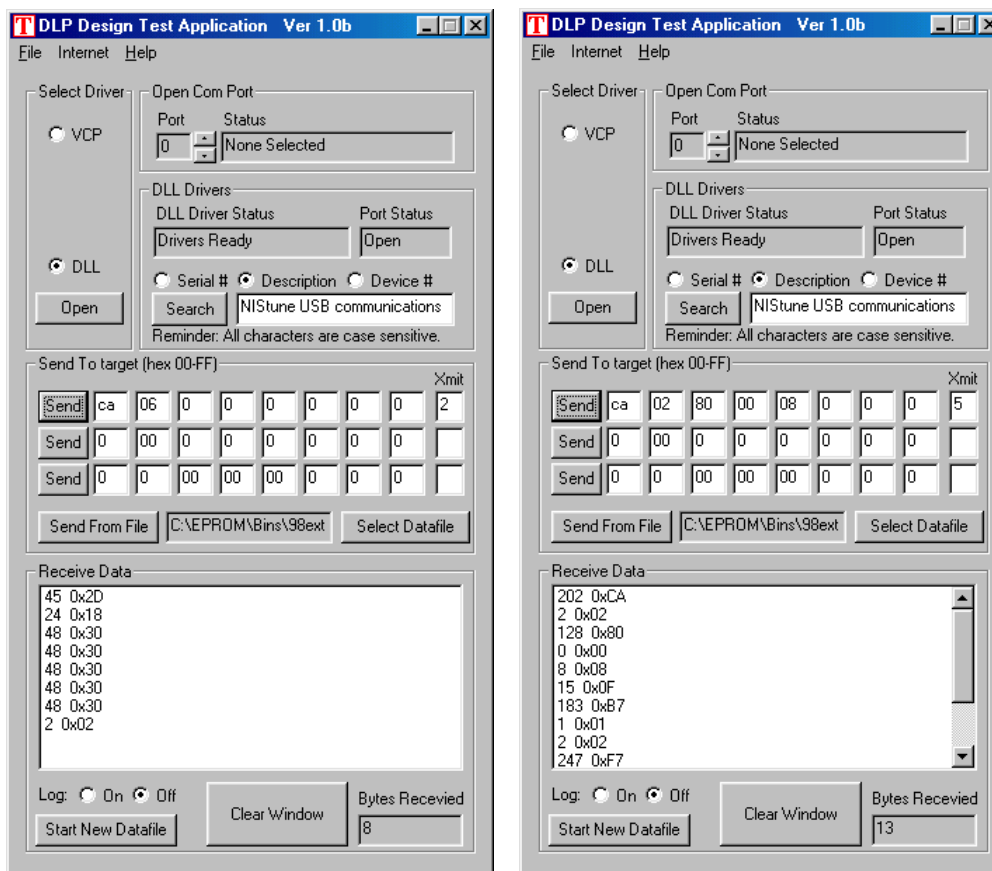 T DLP Design Test Application Ver 1.0b
File Internet Help
Select Driver
VCP
DLL
Open
Open Com Port
Port Status
0 None Selected
DLL Drivers
DLL Driver Status Port Status
Drivers Ready Open
Serial # Description Device #
Search NIStune USB communications
Reminder: All characters are case sensitive.
Send To target (hex 00-FF)
Xmit
Send ca 06 0 0 0 0 0 0 2
Send 0 00 0 0 0 0 0 0
Send 0 0 00 00 00 0 0 0
Send From File C:\EPROM\Bins\98ext Select Datafile
Receive Data
45 0x2D
24 0x18
48 0x30
48 0x30
48 0x30
48 0x30
48 0x30
2 0x02
Log: On Off
Start New Datafile
Clear Window
Bytes Recevied
8
T DLP Design Test Application Ver 1.0b
File Internet Help
Select Driver
VCP
DLL
Open
Open Com Port
Port Status
0 None Selected
DLL Drivers
DLL Driver Status Port Status
Drivers Ready Open
Serial # Description Device #
Search NIStune USB communications
Reminder: All characters are case sensitive.
Send To target (hex 00-FF)
Xmit
Send ca 02 80 00 08 0 0 0 5
Send 0 00 0 0 0 0 0 0
Send 0 0 00 00 00 0 0 0
Send From File C:\EPROM\Bins\98ext Select Datafile
Receive Data
202 0xCA
2 0x02
128 0x80
0 0x00
8 0x08
15 0x0F
183 0xB7
1 0x01
2 0x02
247 0xF7
Log: On Off
Start New Datafile
Clear Window
Bytes Recevied
13